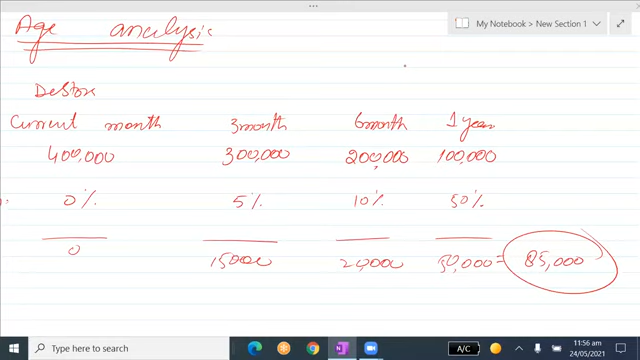 My Notebook > New Section 1
Age analysis
Debtors
Current month 3month 6month 1 year
400,000 300,000 200,000 100,000
0% 5% 10% 50%
0 15000 20,000 50,000 = 85,000
Type here to search
A/C
11:56 am
24/05/2021